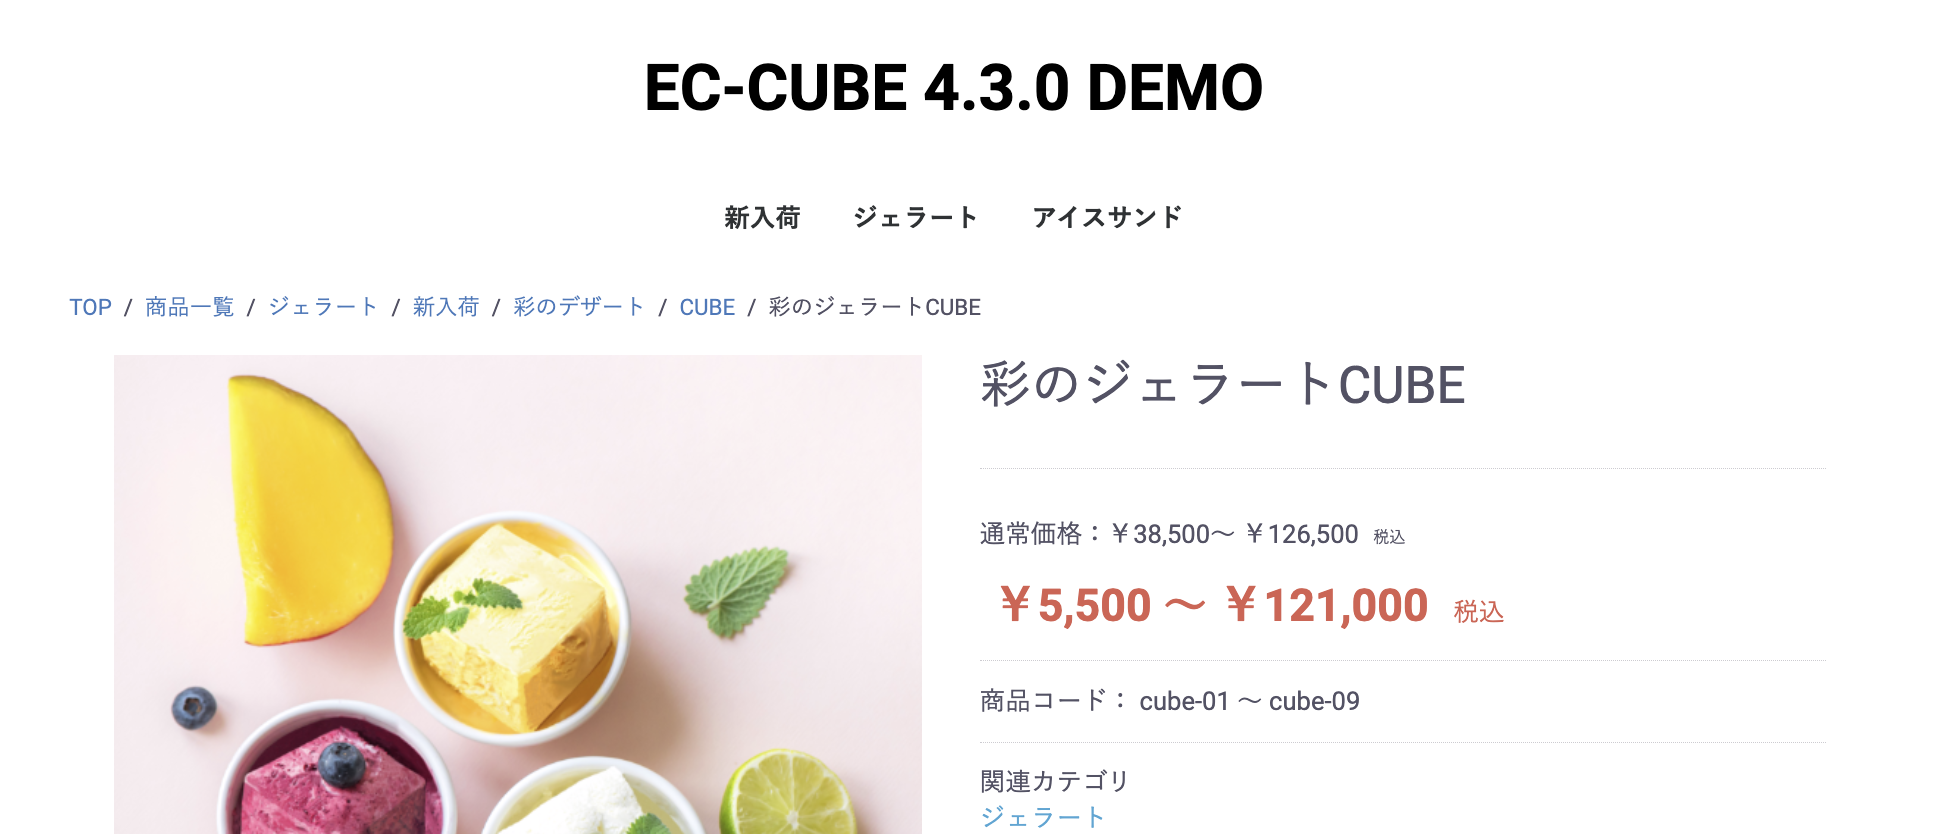 EC-CUBE 4.3.0 DEMO
新入荷 ジェラート アイスサンド
TOP / 商品一覧 / ジェラート / 新入荷 / 彩のデザート / CUBE / 彩のジェラートCUBE
彩のジェラートCUBE
通常価格：￥38,500～ ￥126,500 税込
￥5,500 ～ ￥121,000 税込
商品コード： cube-01 ～ cube-09
関連カテゴリ
ジェラート